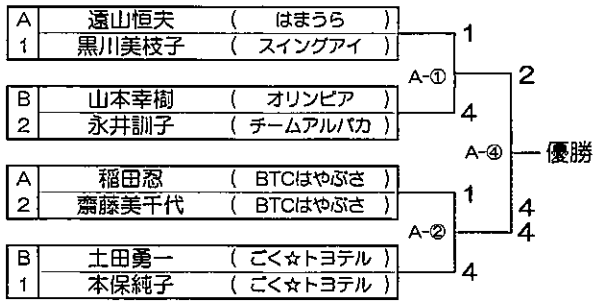 A 遠山恒夫 ( はまうら )
1 黒川美枝子 ( スイングアイ )
1
A-①
2
B 山本幸樹 ( オリンピア )
2 永井訓子 ( チームアルパカ )
4
A-④
優勝
A 稲田忍 ( BTCはやぶさ )
2 齋藤美千代 ( BTCはやぶさ )
1
4
A-②
4
B 土田勇一 ( ごく☆トヨテル )
1 本保純子 ( ごく☆トヨテル )
4